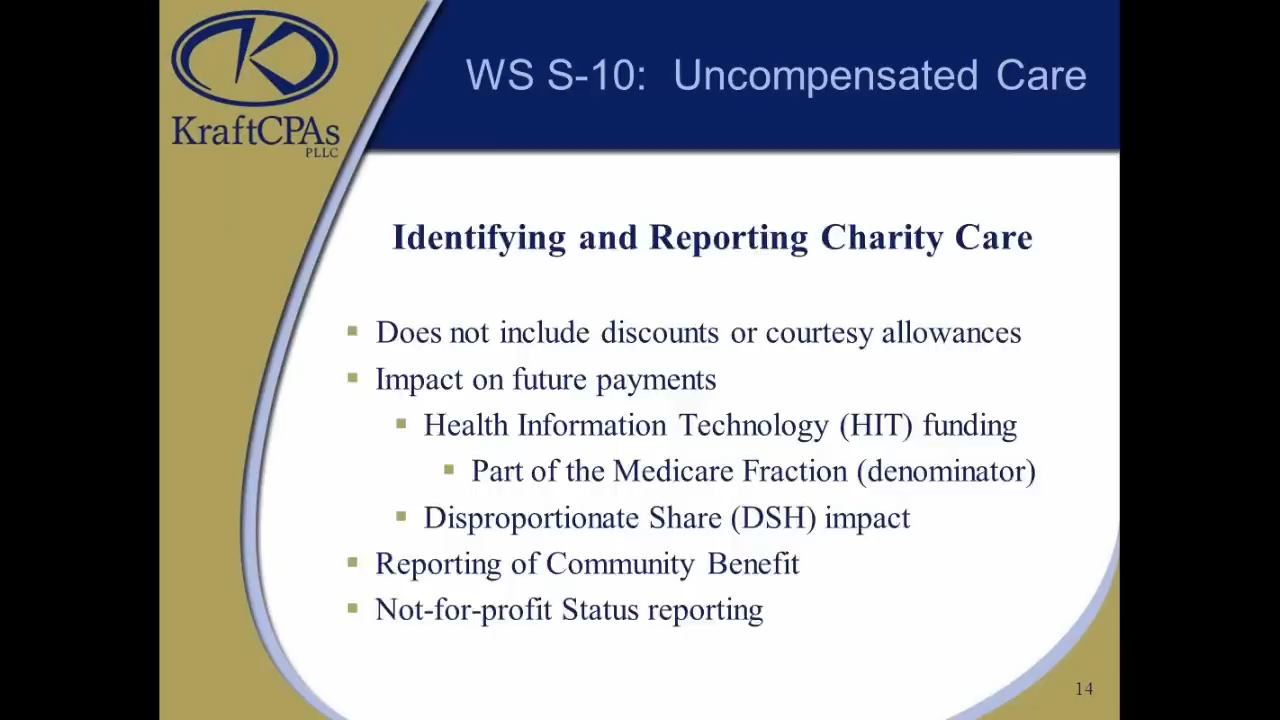 KraftCPAs
PLLC
WS S-10: Uncompensated Care
Identifying and Reporting Charity Care
Does not include discounts or courtesy allowances
Impact on future payments
Health Information Technology (HIT) funding
Part of the Medicare Fraction (denominator)
Disproportionate Share (DSH) impact
Reporting of Community Benefit
Not-for-profit Status reporting
14